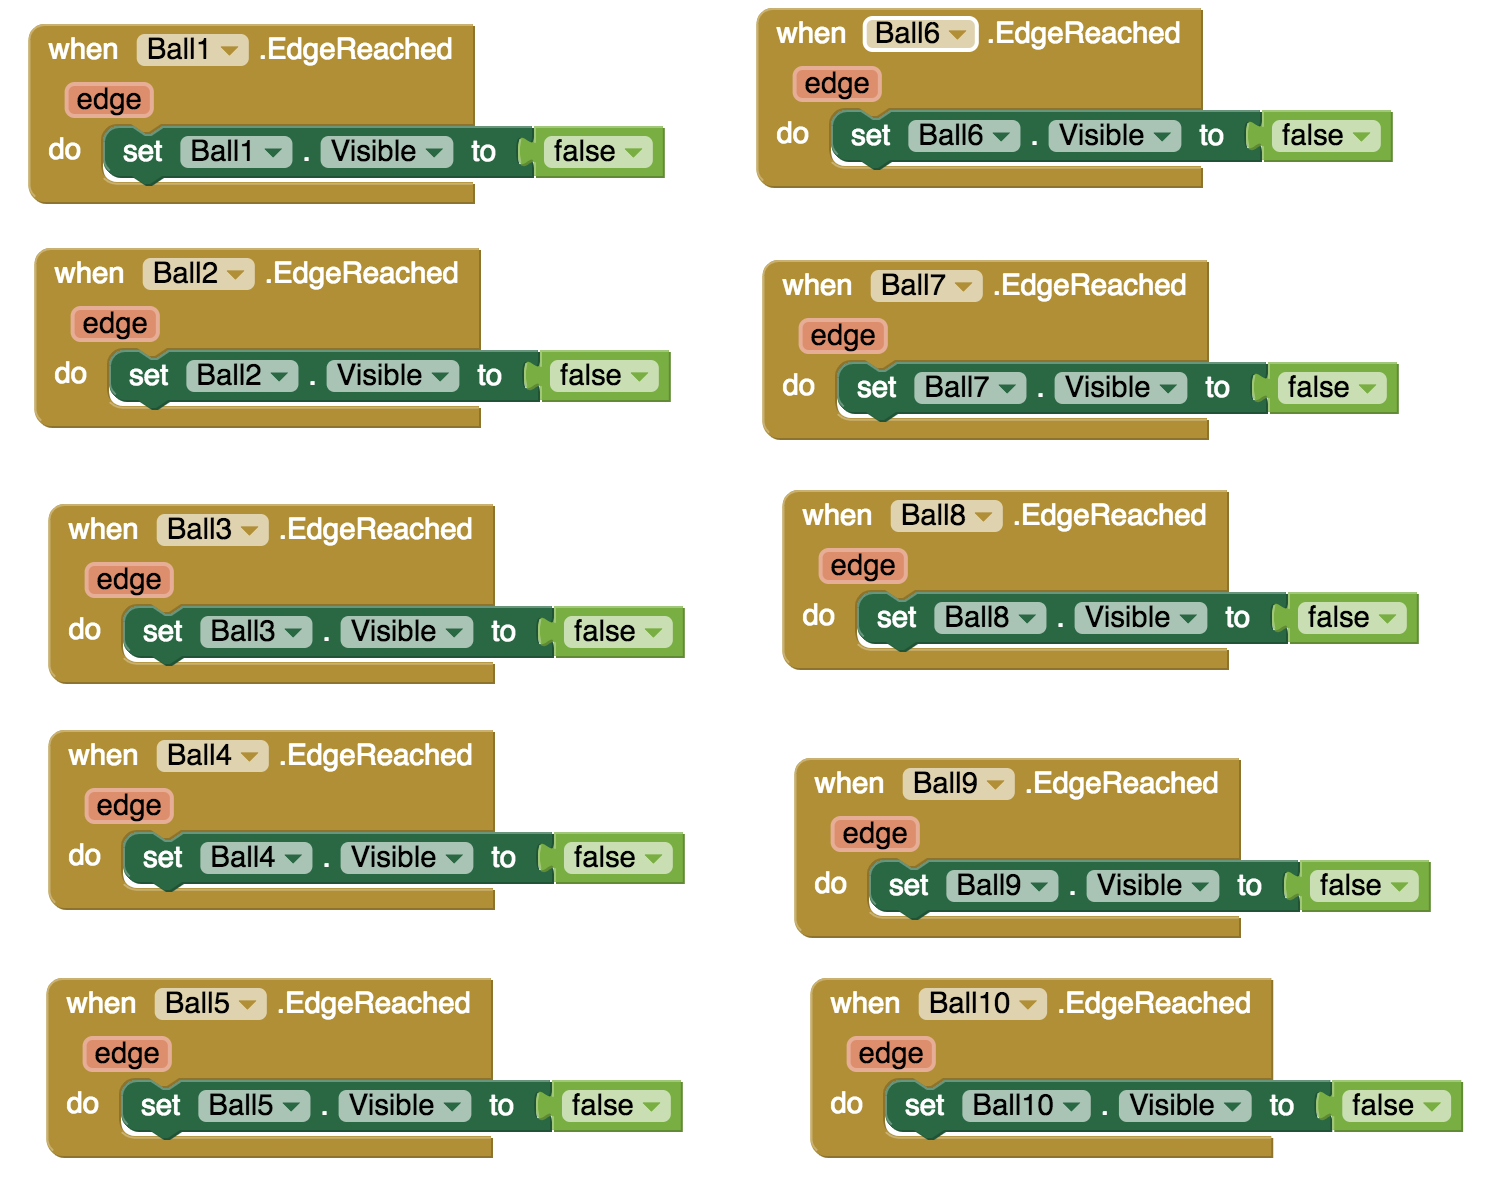 when Ball1 .EdgeReached
edge
do set Ball1 . Visible to false
when Ball2 .EdgeReached
edge
do set Ball2 . Visible to false
when Ball3 .EdgeReached
edge
do set Ball3 . Visible to false
when Ball4 .EdgeReached
edge
do set Ball4 . Visible to false
when Ball5 .EdgeReached
edge
do set Ball5 . Visible to false
when Ball6 .EdgeReached
edge
do set Ball6 . Visible to false
when Ball7 .EdgeReached
edge
do set Ball7 . Visible to false
when Ball8 .EdgeReached
edge
do set Ball8 . Visible to false
when Ball9 .EdgeReached
edge
do set Ball9 . Visible to false
when Ball10 .EdgeReached
edge
do set Ball10 . Visible to false